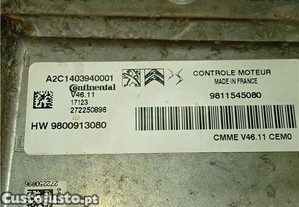 A2C1403940001
Continental
V46.11
17123
272250896
HW 9800913080
CONTROLE MOTEUR
MADE IN FRANCE
9811545080
CMME V46.11 CEM0
272250896
CustoJusto.pt